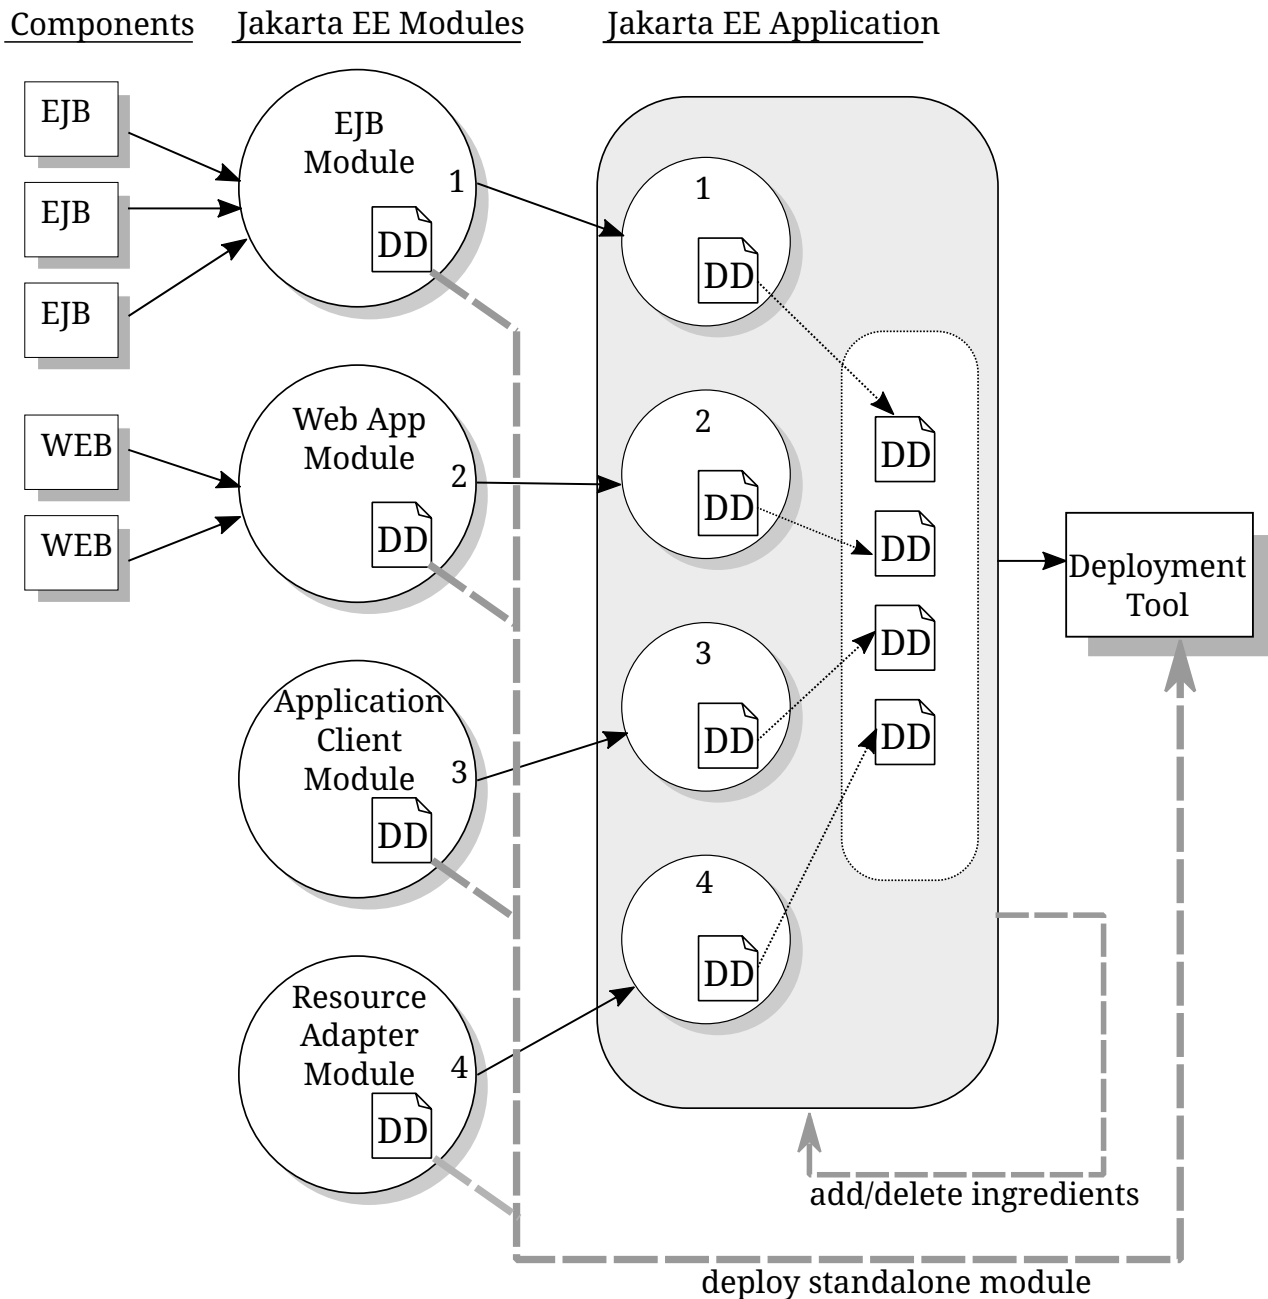 Components
Jakarta EE Modules
Jakarta EE Application
EJB
EJB
EJB
WEB
WEB
EJB
Module
1
DD
Web App
Module
2
DD
Application
Client
Module
3
DD
Resource
Adapter
Module
4
DD
1
DD
2
DD
3
DD
4
DD
DD
DD
DD
DD
Deployment
Tool
add/delete ingredients
deploy standalone module